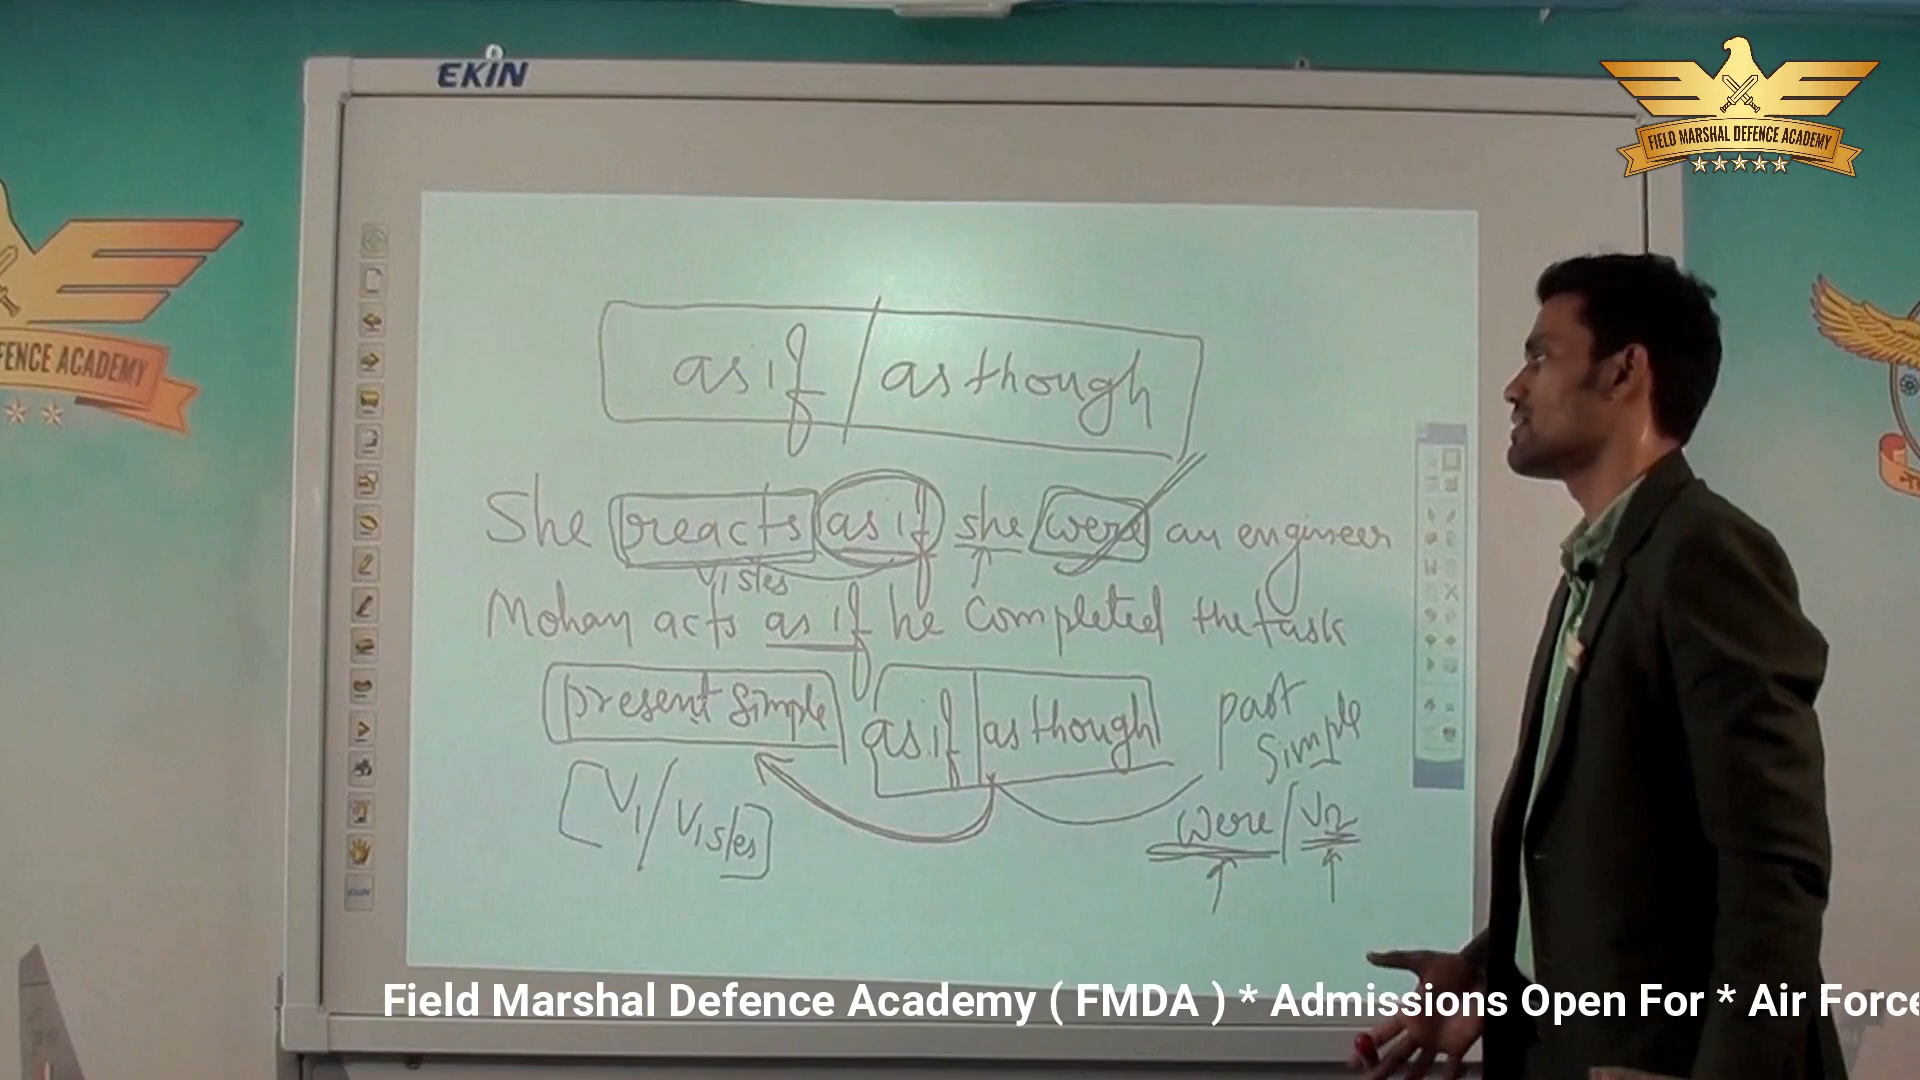 EKIN
FIELD MARSHAL DEFENCE ACADEMY
FENCE ACADEMY
as if / as though
She reacts as if she were an engineer
V1 s/es
Mohan acts as if he completed the task
present simple as if | as though past simple
[V1 / V1 s/es] were / V2
Field Marshal Defence Academy ( FMDA ) * Admissions Open For * Air Force